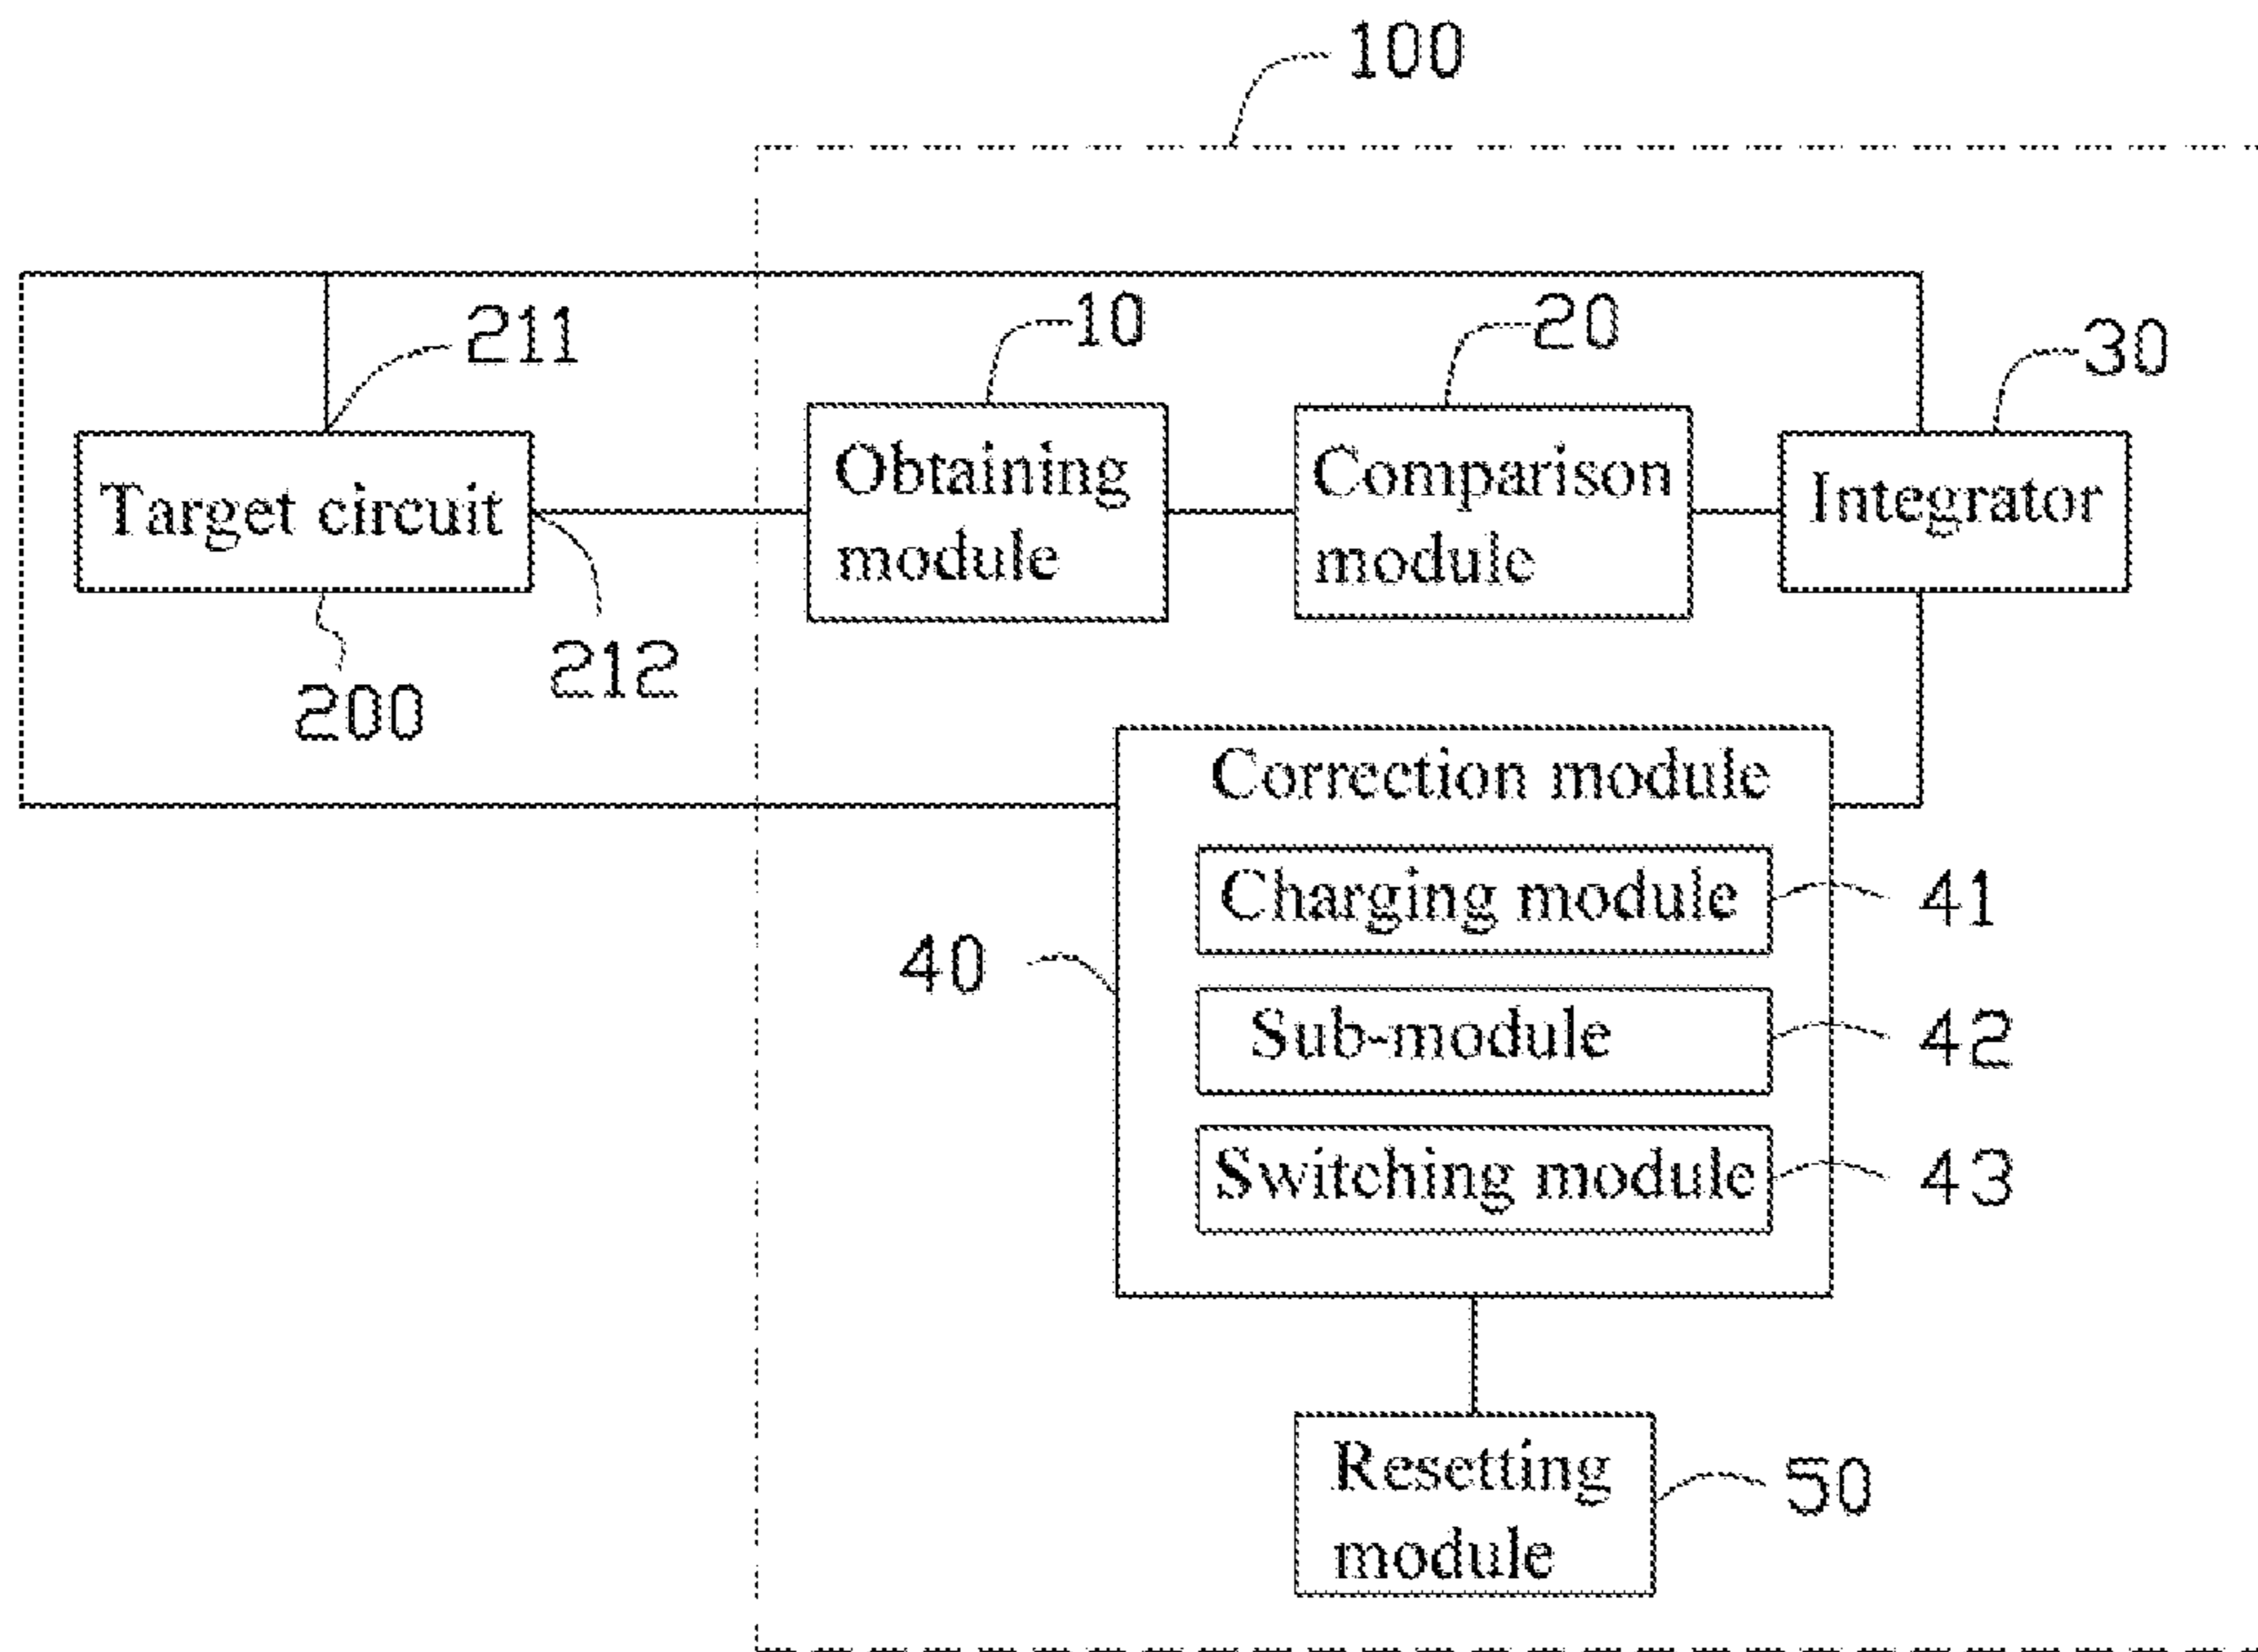 100
211
10
20
30
Target circuit
Obtaining
module
Comparison
module
Integrator
212
200
Correction module
Charging module
41
40
Sub-module
42
Switching module
43
Resetting
module
50